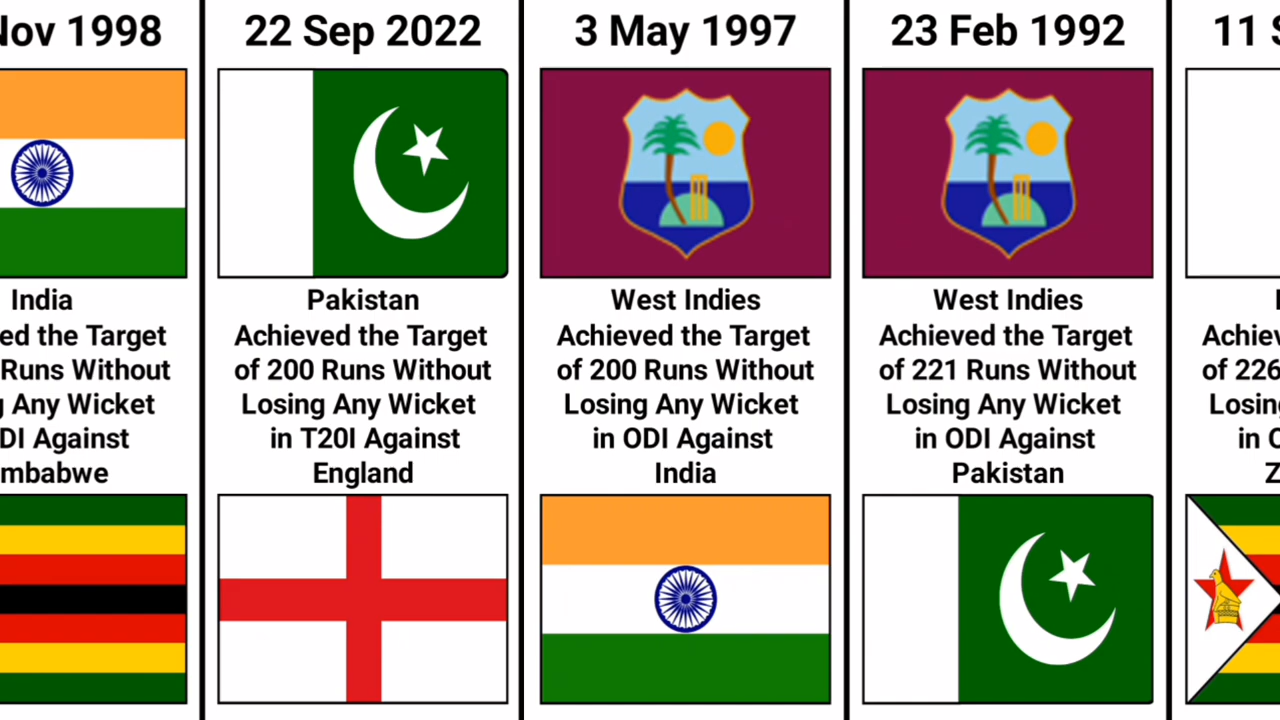 Nov 1998
India
ed the Target
Runs Without
Any Wicket
DI Against
mbabwe
22 Sep 2022
Pakistan
Achieved the Target
of 200 Runs Without
Losing Any Wicket
in T20I Against
England
3 May 1997
West Indies
Achieved the Target
of 200 Runs Without
Losing Any Wicket
in ODI Against
India
23 Feb 1992
West Indies
Achieved the Target
of 221 Runs Without
Losing Any Wicket
in ODI Against
Pakistan
11
Achiev
of 226
Losing
in
Z